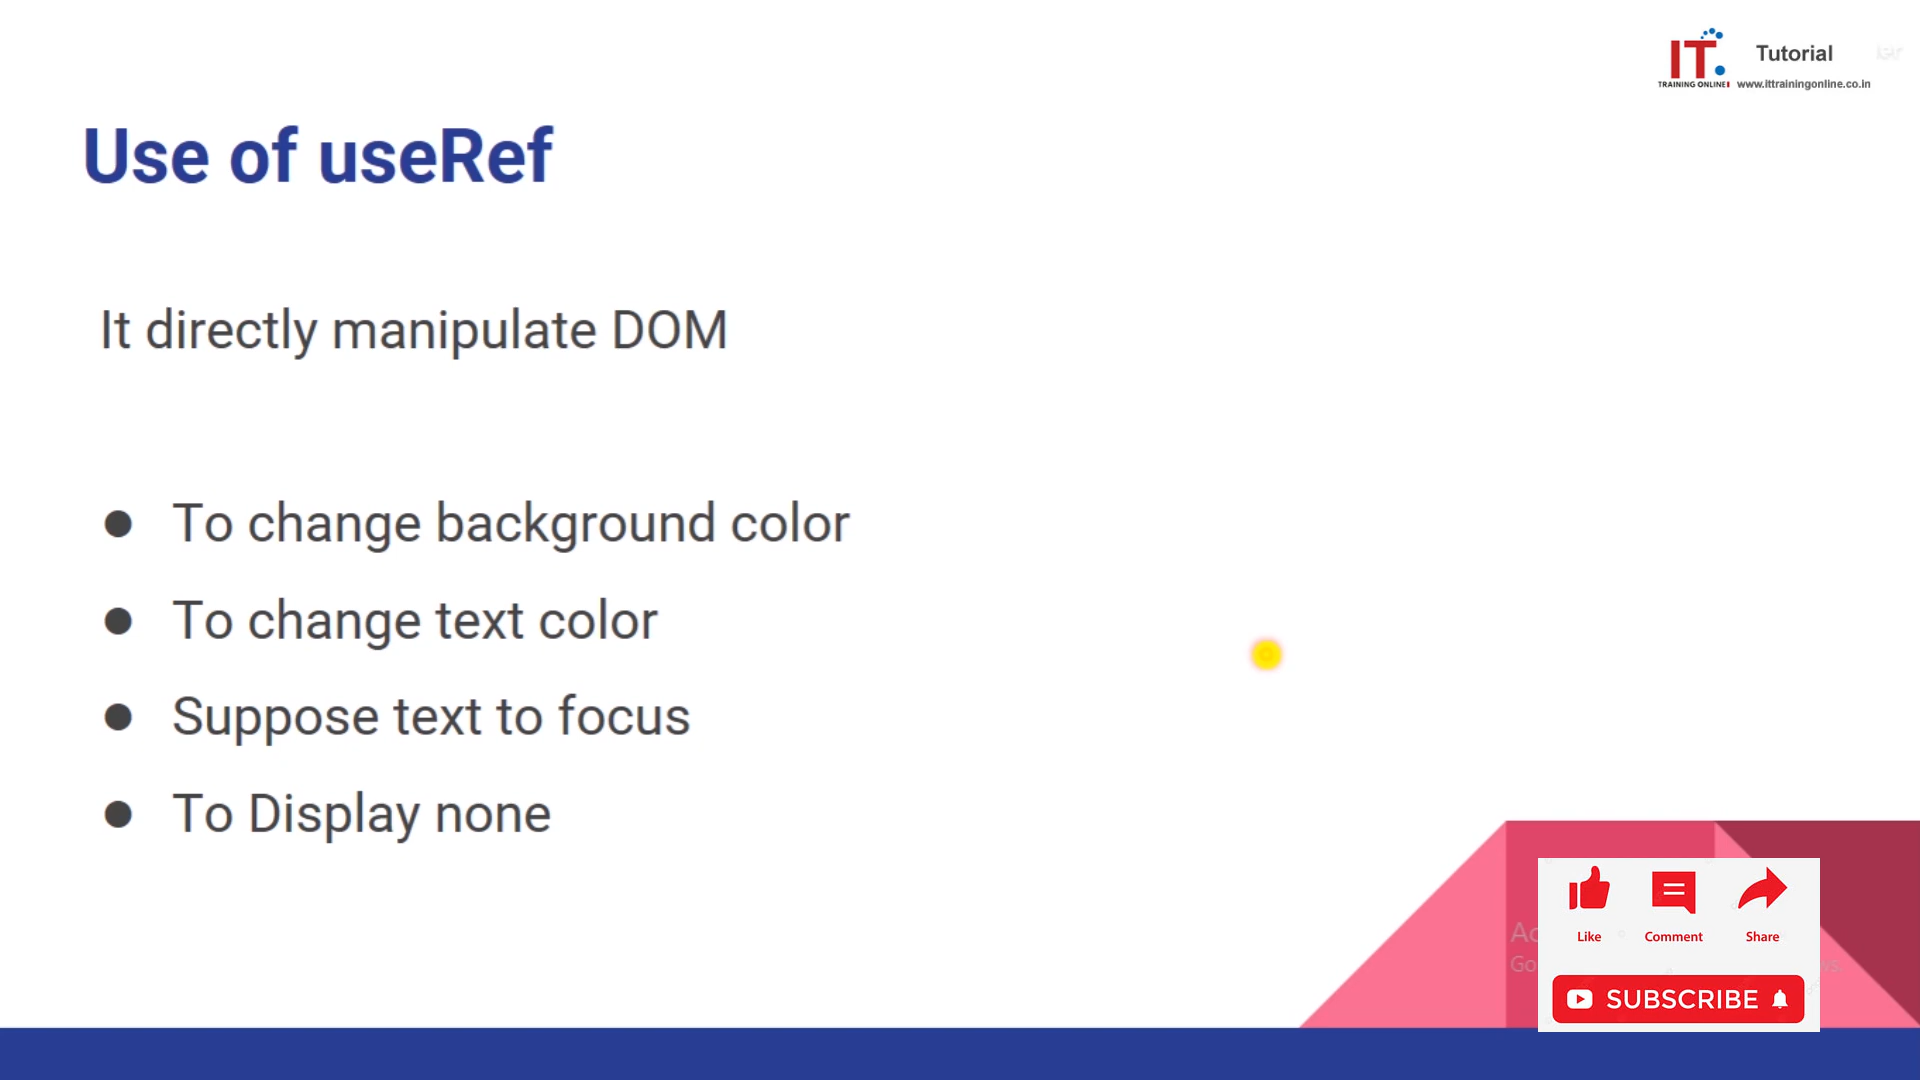 IT.
Tutorial
TRAINING ONLINE
www.ittrainingonline.co.in
Use of useRef
It directly manipulate DOM
● To change background color
● To change text color
● Suppose text to focus
● To Display none
Like
Comment
Share
SUBSCRIBE